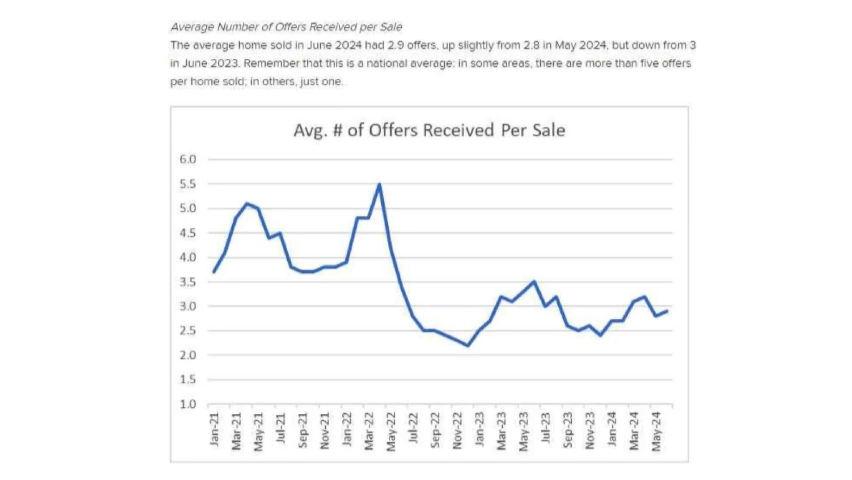 Average Number of Offers Received per Sale
The average home sold in June 2024 had 2.9 offers, up slightly from 2.8 in May 2024, but down from 3
in June 2023. Remember that this is a national average: in some areas, there are more than five offers
per home sold; in others, just one.
Avg. # of Offers Received Per Sale
6.0
5.5
5.0
4.5
4.0
3.5
3.0
2.5
2.0
1.5
1.0
Jan-21
Mar-21
May-21
Jul-21
Sep-21
Nov-21
Jan-22
Mar-22
May-22
Jul-22
Sep-22
Nov-22
Jan-23
Mar-23
May-23
Jul-23
Sep-23
Nov-23
Jan-24
Mar-24
May-24